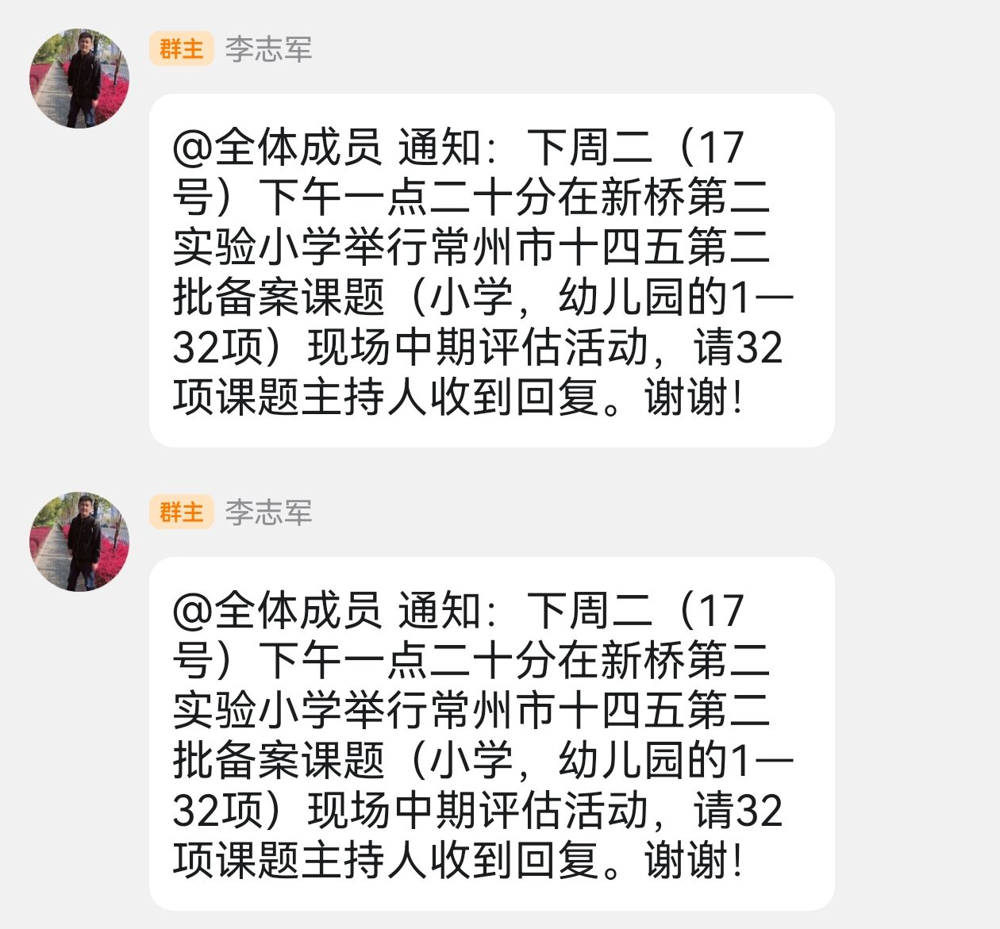 群主 李志军
@全体成员 通知：下周二（17
号）下午一点二十分在新桥第二
实验小学举行常州市十四五第二
批备案课题（小学，幼儿园的1一
32项）现场中期评估活动，请32
项课题主持人收到回复。谢谢！
群主 李志军
@全体成员 通知：下周二（17
号）下午一点二十分在新桥第二
实验小学举行常州市十四五第二
批备案课题（小学，幼儿园的1一
32项）现场中期评估活动，请32
项课题主持人收到回复。谢谢！